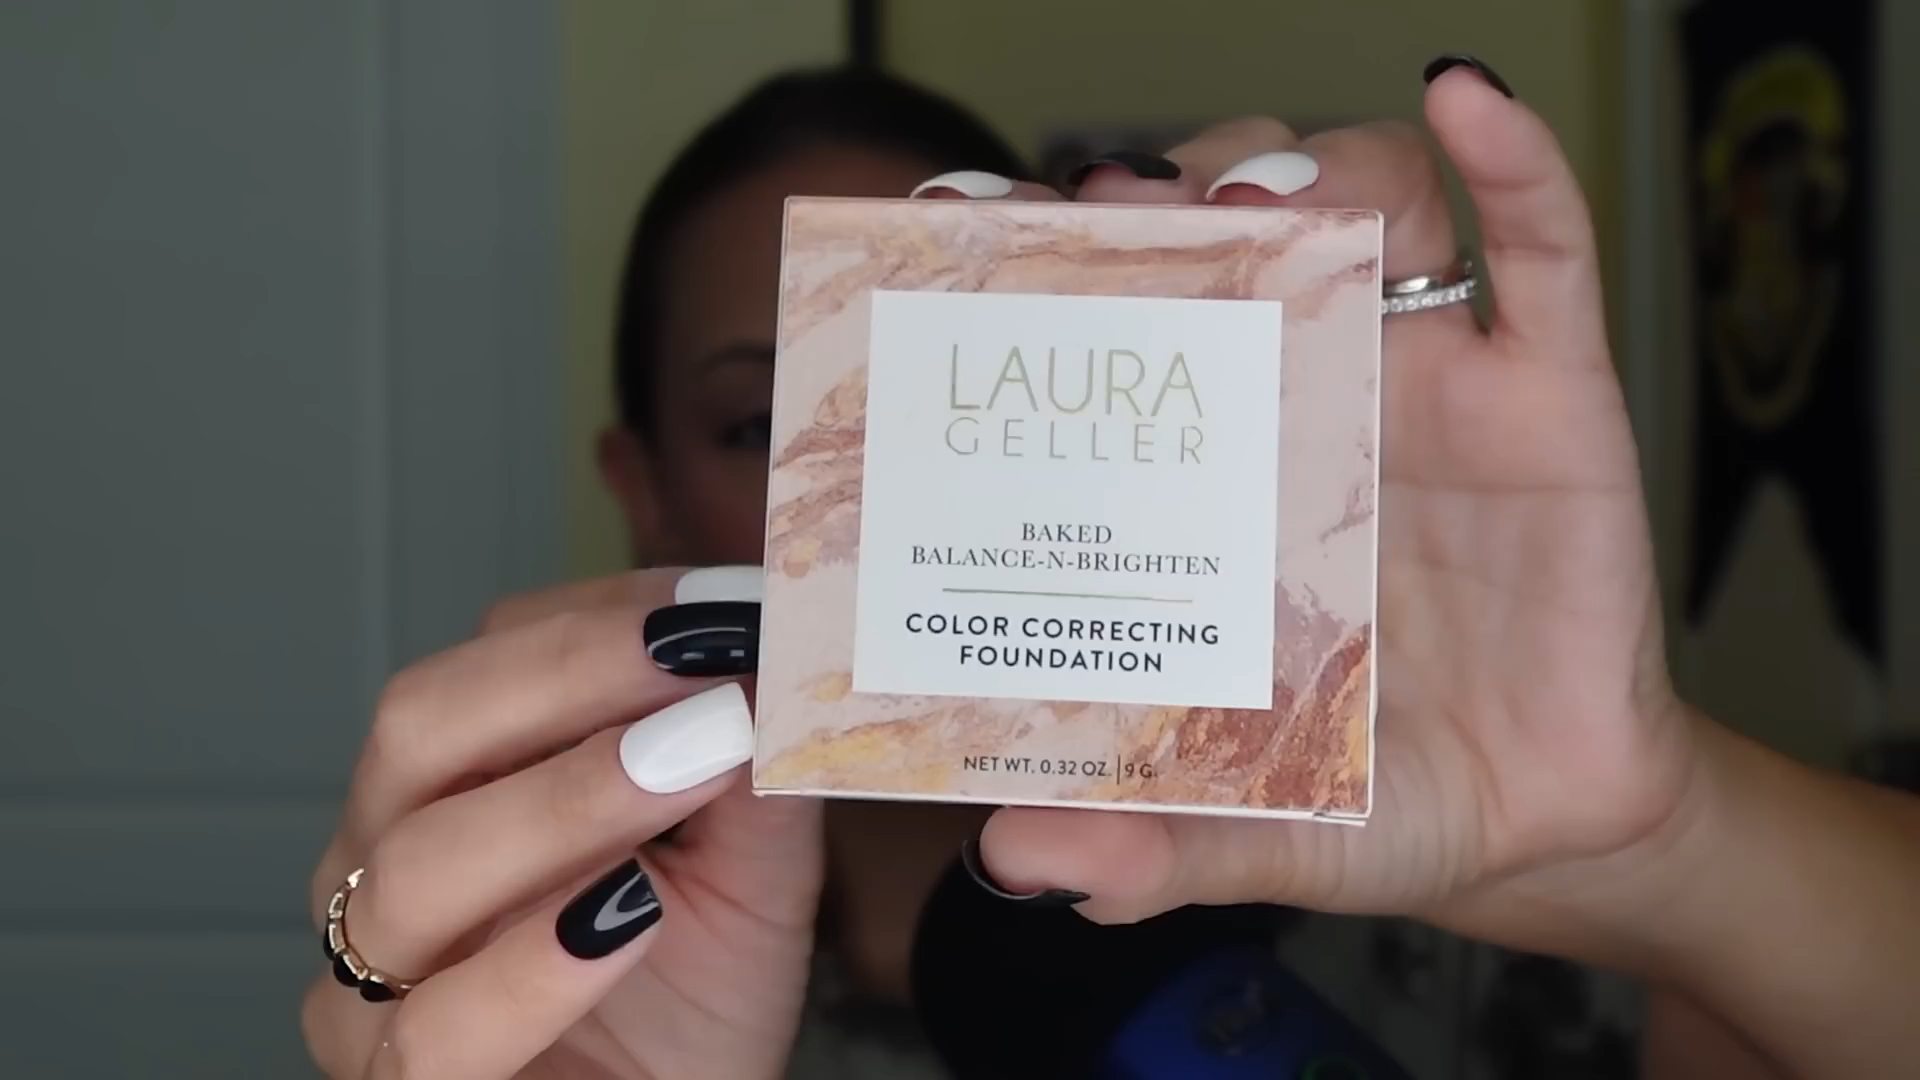 LAURA
GELLER
BAKED
BALANCE-N-BRIGHTEN
COLOR CORRECTING
FOUNDATION
NET WT. 0.32 OZ. | 9 G.